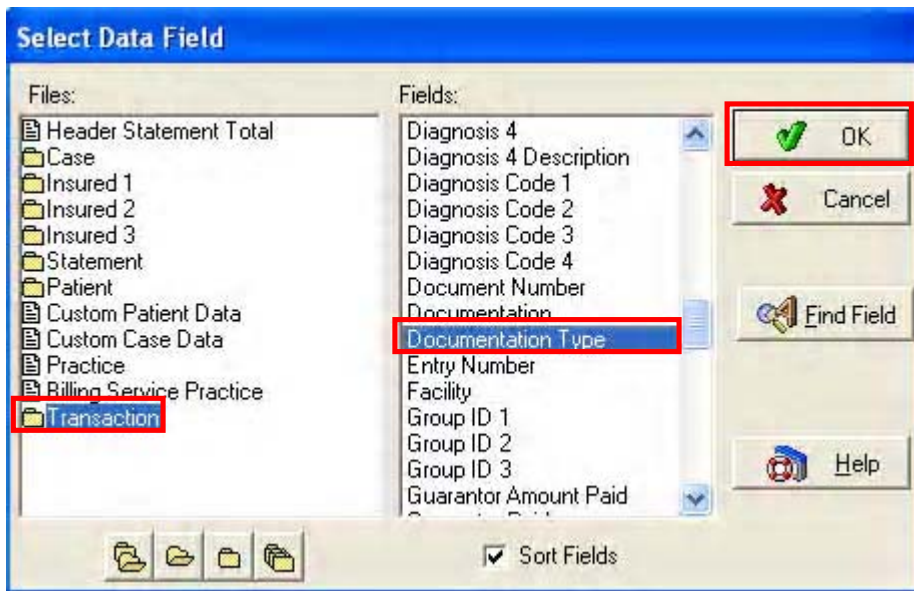 Select Data Field
Files:
Header Statement Total
Case
Insured 1
Insured 2
Insured 3
Statement
Patient
Custom Patient Data
Custom Case Data
Practice
Billing Service Practice
Transaction
Fields:
Diagnosis 4
Diagnosis 4 Description
Diagnosis Code 1
Diagnosis Code 2
Diagnosis Code 3
Diagnosis Code 4
Document Number
Documentation
Documentation Type
Entry Number
Facility
Group ID 1
Group ID 2
Group ID 3
Guarantor Amount Paid
Sort Fields
OK
Cancel
Find Field
Help